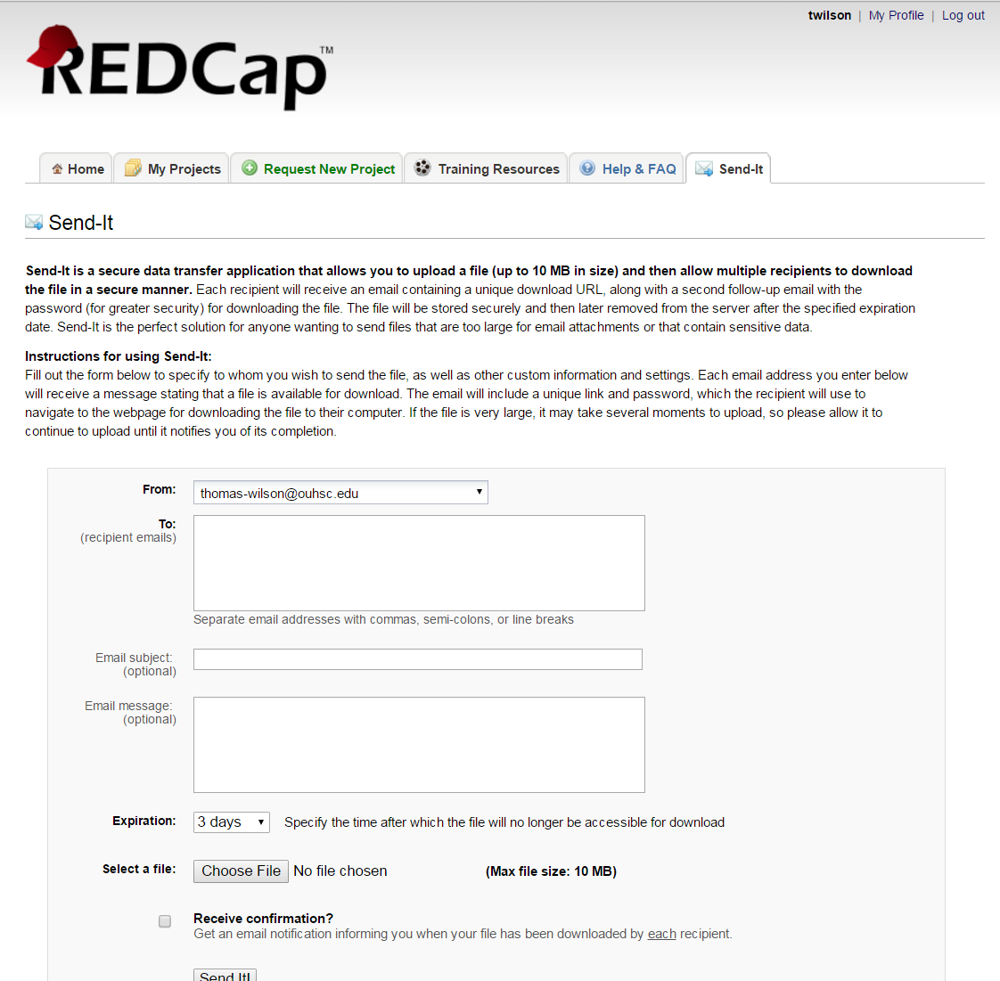 twilson | My Profile | Log out
REDCap™
Home My Projects Request New Project Training Resources Help & FAQ Send-It
Send-It
Send-It is a secure data transfer application that allows you to upload a file (up to 10 MB in size) and then allow multiple recipients to download
the file in a secure manner. Each recipient will receive an email containing a unique download URL, along with a second follow-up email with the
password (for greater security) for downloading the file. The file will be stored securely and then later removed from the server after the specified expiration
date. Send-It is the perfect solution for anyone wanting to send files that are too large for email attachments or that contain sensitive data.
Instructions for using Send-It:
Fill out the form below to specify to whom you wish to send the file, as well as other custom information and settings. Each email address you enter below
will receive a message stating that a file is available for download. The email will include a unique link and password, which the recipient will use to
navigate to the webpage for downloading the file to their computer. If the file is very large, it may take several moments to upload, so please allow it to
continue to upload until it notifies you of its completion.
From: thomas-wilson@ouhsc.edu
To:
(recipient emails)
Separate email addresses with commas, semi-colons, or line breaks
Email subject:
(optional)
Email message:
(optional)
Expiration: 3 days Specify the time after which the file will no longer be accessible for download
Select a file: Choose File No file chosen (Max file size: 10 MB)
Receive confirmation?
Get an email notification informing you when your file has been downloaded by each recipient.
Send It!